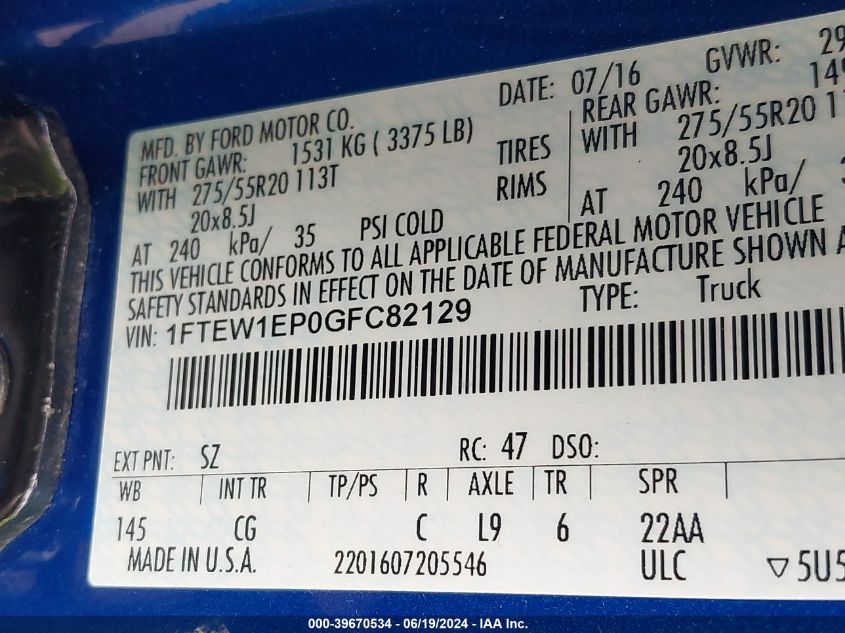 DATE: 07/16 GVWR: 29
MFD. BY FORD MOTOR CO.
FRONT GAWR: 1531 KG ( 3375 LB) REAR GAWR: 149
WITH 275/55R20 113T TIRES WITH 275/55R20 11
20x8.5J RIMS 20x8.5J
AT 240 kPa/ 35 PSI COLD AT 240 kPa/ 3
THIS VEHICLE CONFORMS TO ALL APPLICABLE FEDERAL MOTOR VEHICLE
SAFETY STANDARDS IN EFFECT ON THE DATE OF MANUFACTURE SHOWN A
VIN: 1FTEW1EP0GFC82129 TYPE: Truck
EXT PNT: SZ RC: 47 DSO:
WB INT TR TP/PS R AXLE TR SPR
145 CG C L9 6 22AA
MADE IN U.S.A. 2201607205546 ULC ▽5U5
000-39670534 - 06/19/2024 - IAA Inc.